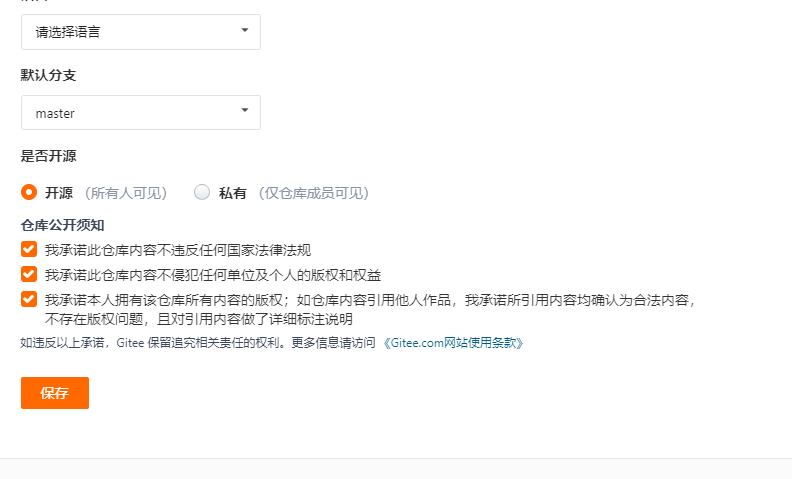 请选择语言
默认分支
master
是否开源
开源 （所有人可见） 私有 （仅仓库成员可见）
仓库公开须知
我承诺此仓库内容不违反任何国家法律法规
我承诺此仓库内容不侵犯任何单位及个人的版权和权益
我承诺本人拥有该仓库所有内容的版权；如仓库内容引用他人作品，我承诺所引用内容均确认为合法内容，
不存在版权问题，且对引用内容做了详细标注说明
如违反以上承诺，Gitee 保留追究相关责任的权利。更多信息请访问 《Gitee.com网站使用条款》
保存